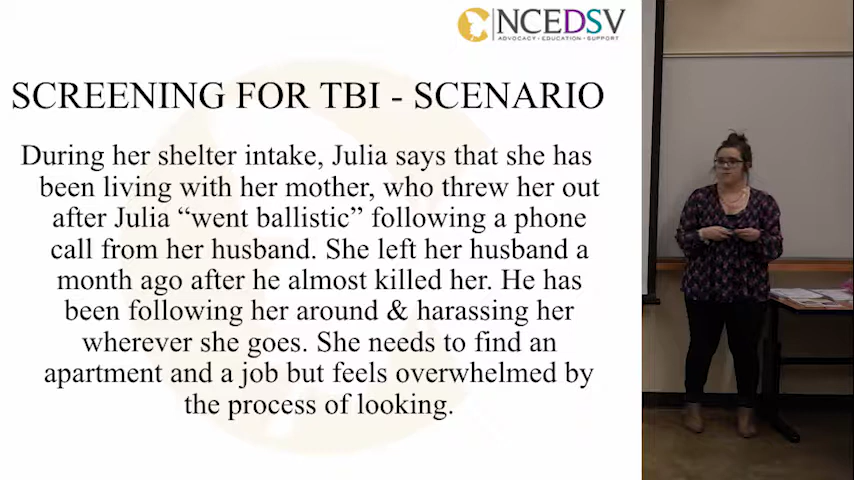 NCEDSV
ADVOCACY • EDUCATION • SUPPORT
SCREENING FOR TBI - SCENARIO
During her shelter intake, Julia says that she has
been living with her mother, who threw her out
after Julia “went ballistic” following a phone
call from her husband. She left her husband a
month ago after he almost killed her. He has
been following her around & harassing her
wherever she goes. She needs to find an
apartment and a job but feels overwhelmed by
the process of looking.